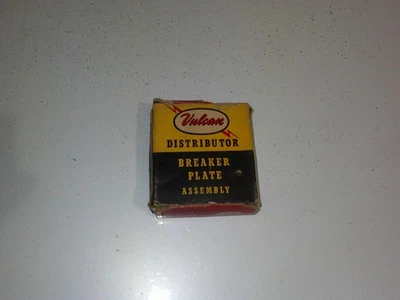 Vulcan
DISTRIBUTOR
BREAKER
PLATE
ASSEMBLY